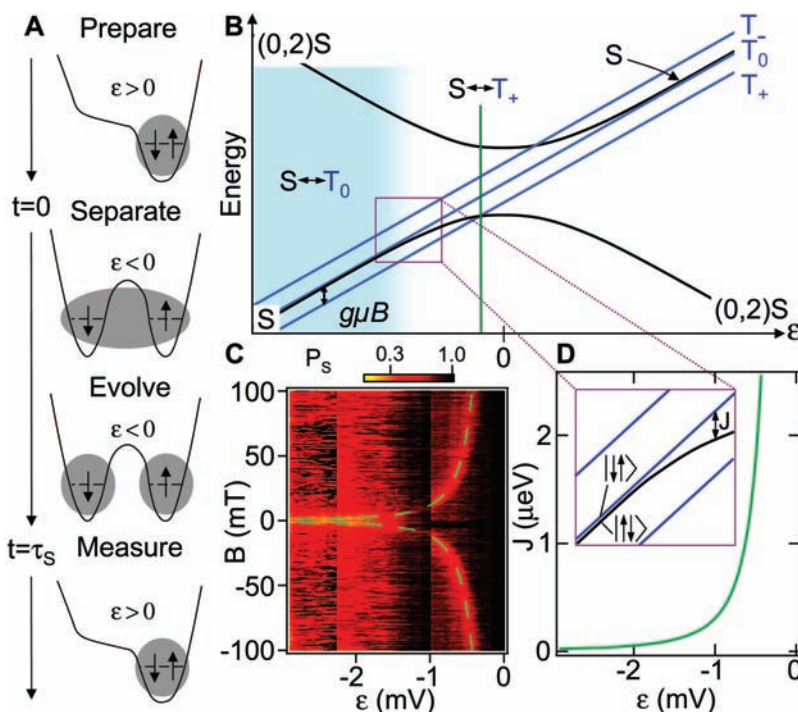 A
Prepare
ε>0
t=0
Separate
ε<0
Evolve
ε<0
t=τS
Measure
ε>0
B
(0,2)S
S
T-
T0
T+
S↔T+
S↔T0
Energy
S
gμB
(0,2)S
0
ε
C
PS
0.3
1.0
100
50
0
-50
-100
B (mT)
-2
-1
0
ε (mV)
D
J
|↓↑⟩
|↑↓⟩
2
1
0
J (μeV)
-2
-1
0
ε (mV)